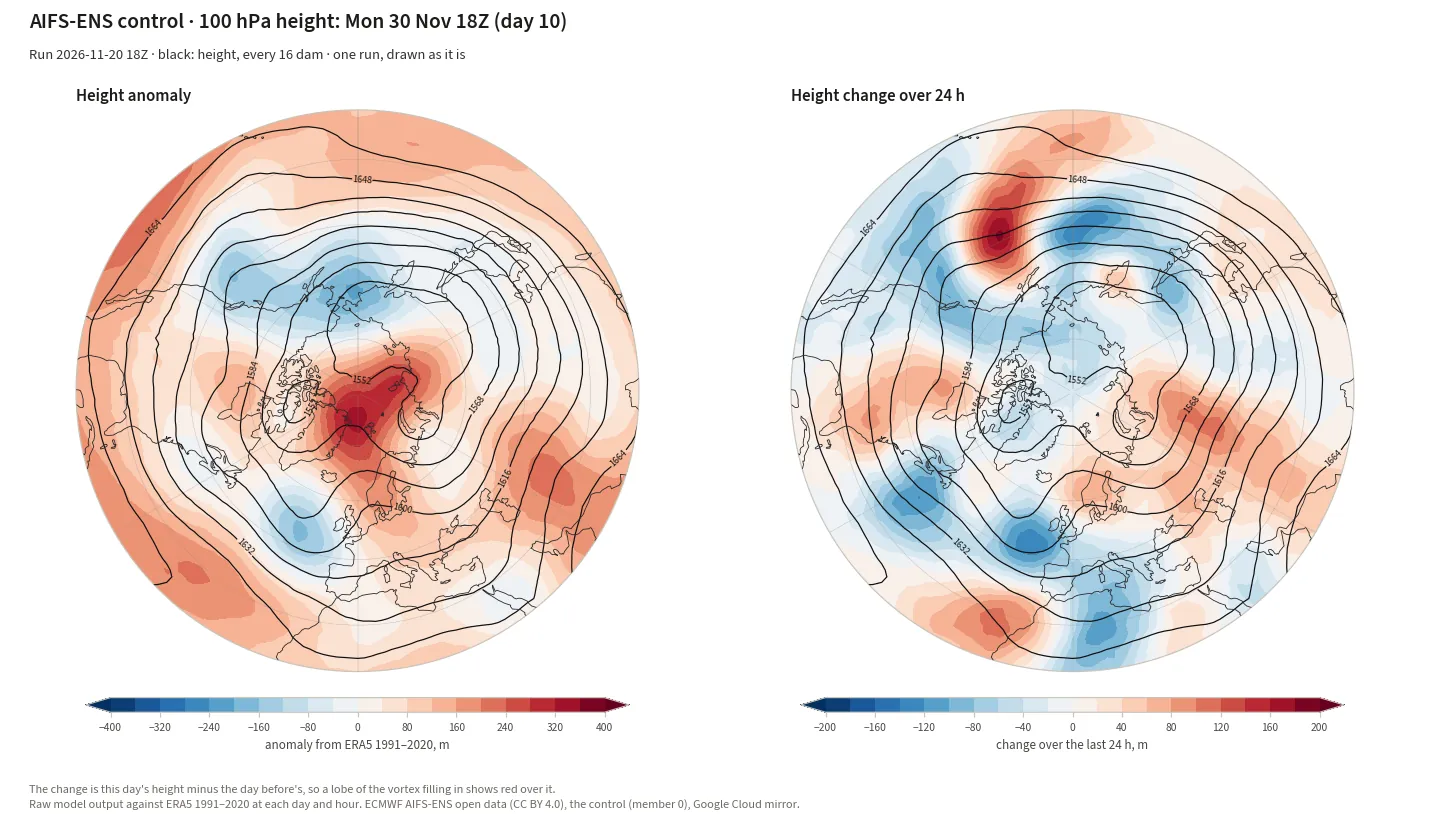 AIFS-ENS control · 100 hPa height: Mon 30 Nov 18Z (day 10)
Run 2026-11-20 18Z · black: height, every 16 dam · one run, drawn as it is
Height anomaly
Height change over 24 h
1648
1664
1584
1552
1568
1616
1664
1600
1632
1648
1664
1584
1552
1568
1616
1664
1600
1632
−400 −320 −240 −160 −80 0 80 160 240 320 400
anomaly from ERA5 1991–2020, m
−200 −160 −120 −80 −40 0 40 80 120 160 200
change over the last 24 h, m
The change is this day's height minus the day before's, so a lobe of the vortex filling in shows red over it.
Raw model output against ERA5 1991–2020 at each day and hour. ECMWF AIFS-ENS open data (CC BY 4.0), the control (member 0), Google Cloud mirror.